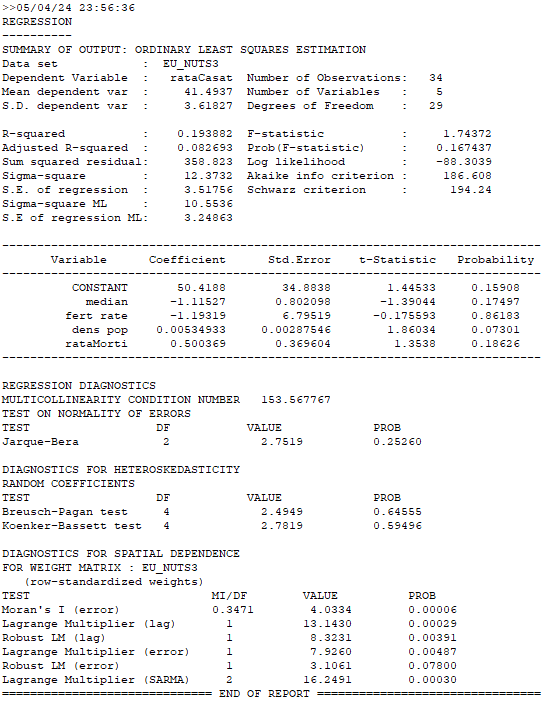 >>05/04/24 23:56:36
REGRESSION
----------
SUMMARY OF OUTPUT: ORDINARY LEAST SQUARES ESTIMATION
Data set            :  EU_NUTS3
Dependent Variable  :    rataCasat  Number of Observations:   34
Mean dependent var  :      41.4937  Number of Variables   :    5
S.D. dependent var  :      3.61827  Degrees of Freedom    :   29

R-squared           :     0.193882  F-statistic           :     1.74372
Adjusted R-squared  :     0.082693  Prob(F-statistic)     :    0.167437
Sum squared residual:      358.823  Log likelihood        :    -88.3039
Sigma-square        :      12.3732  Akaike info criterion :     186.608
S.E. of regression  :      3.51756  Schwarz criterion     :      194.24
Sigma-square ML     :      10.5536
S.E of regression ML:      3.24863

-----------------------------------------------------------------------------
       Variable      Coefficient      Std.Error    t-Statistic   Probability
-----------------------------------------------------------------------------
          CONSTANT       50.4188        34.8838        1.44533     0.15908
            median      -1.11527       0.802098       -1.39044     0.17497
         fert rate      -1.19319        6.79519      -0.175593     0.86183
          dens pop    0.00534933     0.00287546        1.86034     0.07301
         rataMorti      0.500369       0.369604         1.3538     0.18626
-----------------------------------------------------------------------------

REGRESSION DIAGNOSTICS
MULTICOLLINEARITY CONDITION NUMBER   153.567767
TEST ON NORMALITY OF ERRORS
TEST                  DF           VALUE             PROB
Jarque-Bera            2           2.7519            0.25260

DIAGNOSTICS FOR HETEROSKEDASTICITY
RANDOM COEFFICIENTS
TEST                  DF           VALUE             PROB
Breusch-Pagan test     4           2.4949            0.64555
Koenker-Bassett test   4           2.7819            0.59496

DIAGNOSTICS FOR SPATIAL DEPENDENCE
FOR WEIGHT MATRIX : EU_NUTS3
   (row-standardized weights)
TEST                          MI/DF        VALUE          PROB
Moran's I (error)             0.3471        4.0334        0.00006
Lagrange Multiplier (lag)       1          13.1430        0.00029
Robust LM (lag)                 1           8.3231        0.00391
Lagrange Multiplier (error)     1           7.9260        0.00487
Robust LM (error)               1           3.1061        0.07800
Lagrange Multiplier (SARMA)     2          16.2491        0.00030
============================== END OF REPORT ================================